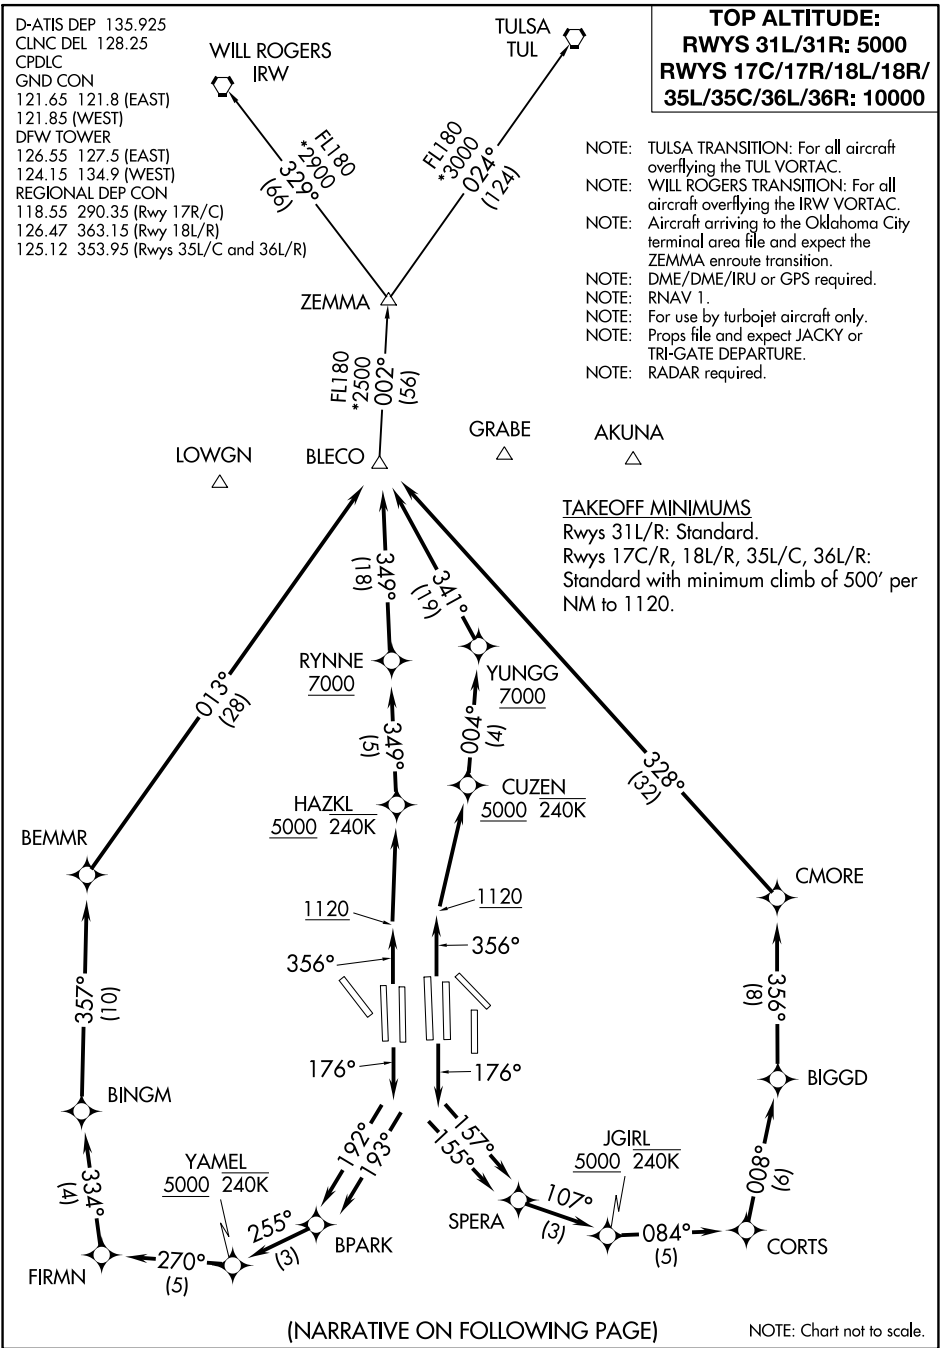 D-ATIS DEP 135.925
CLNC DEL 128.25
CPDLC
GND CON
121.65 121.8 (EAST)
121.85 (WEST)
DFW TOWER
126.55 127.5 (EAST)
124.15 134.9 (WEST)
REGIONAL DEP CON
118.55 290.35 (Rwy 17R/C)
126.47 363.15 (Rwy 18L/R)
125.12 353.95 (Rwys 35L/C and 36L/R)
WILL ROGERS
IRW
TULSA
TUL
TOP ALTITUDE:
RWYS 31L/31R: 5000
RWYS 17C/17R/18L/18R/
35L/35C/36L/36R: 10000
NOTE: TULSA TRANSITION: For all aircraft
overflying the TUL VORTAC.
NOTE: WILL ROGERS TRANSITION: For all
aircraft overflying the IRW VORTAC.
NOTE: Aircraft arriving to the Oklahoma City
terminal area file and expect the
ZEMMA enroute transition.
NOTE: DME/DME/IRU or GPS required.
NOTE: RNAV 1.
NOTE: For use by turbojet aircraft only.
NOTE: Props file and expect JACKY or
TRI-GATE DEPARTURE.
NOTE: RADAR required.
FL180
*2900
329°
(66)
FL180
*3000
024°
(124)
ZEMMA
FL180
*2500
002°
(56)
LOWGN
BLECO
GRABE
AKUNA
TAKEOFF MINIMUMS
Rwys 31L/R: Standard.
Rwys 17C/R, 18L/R, 35L/C, 36L/R:
Standard with minimum climb of 500' per
NM to 1120.
349°
(18)
341°
(19)
RYNNE
7000
YUNGG
7000
013°
(28)
349°
(5)
004°
(4)
328°
(32)
HAZKL
5000 240K
CUZEN
5000 240K
BEMMR
CMORE
1120
1120
356°
356°
357°
(10)
356°
(8)
176°
176°
BINGM
BIGGD
192°
193°
157°
155°
YAMEL
5000 240K
JGIRL
5000 240K
334°
(4)
008°
(6)
255°
(3)
BPARK
SPERA
107°
(3)
FIRMN
270°
(5)
084°
(5)
CORTS
(NARRATIVE ON FOLLOWING PAGE)
NOTE: Chart not to scale.